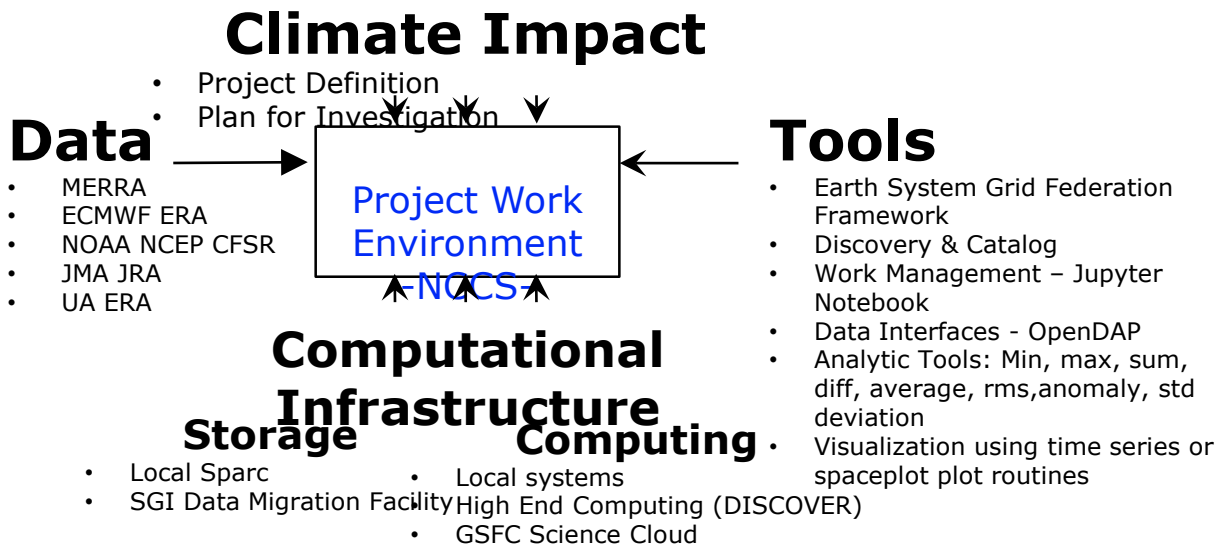 Climate Impact
• Project Definition
• Plan for Investigation
Data
• MERRA
• ECMWF ERA
• NOAA NCEP CFSR
• JMA JRA
• UA ERA
Project Work
Environment
-NCCS-
Tools
• Earth System Grid Federation
Framework
• Discovery & Catalog
• Work Management – Jupyter
Notebook
• Data Interfaces - OpenDAP
• Analytic Tools: Min, max, sum,
diff, average, rms,anomaly, std
deviation
• Visualization using time series or
spaceplot plot routines
Computational
Infrastructure
Storage
• Local Sparc
• SGI Data Migration Facility
Computing
• Local systems
• High End Computing (DISCOVER)
• GSFC Science Cloud